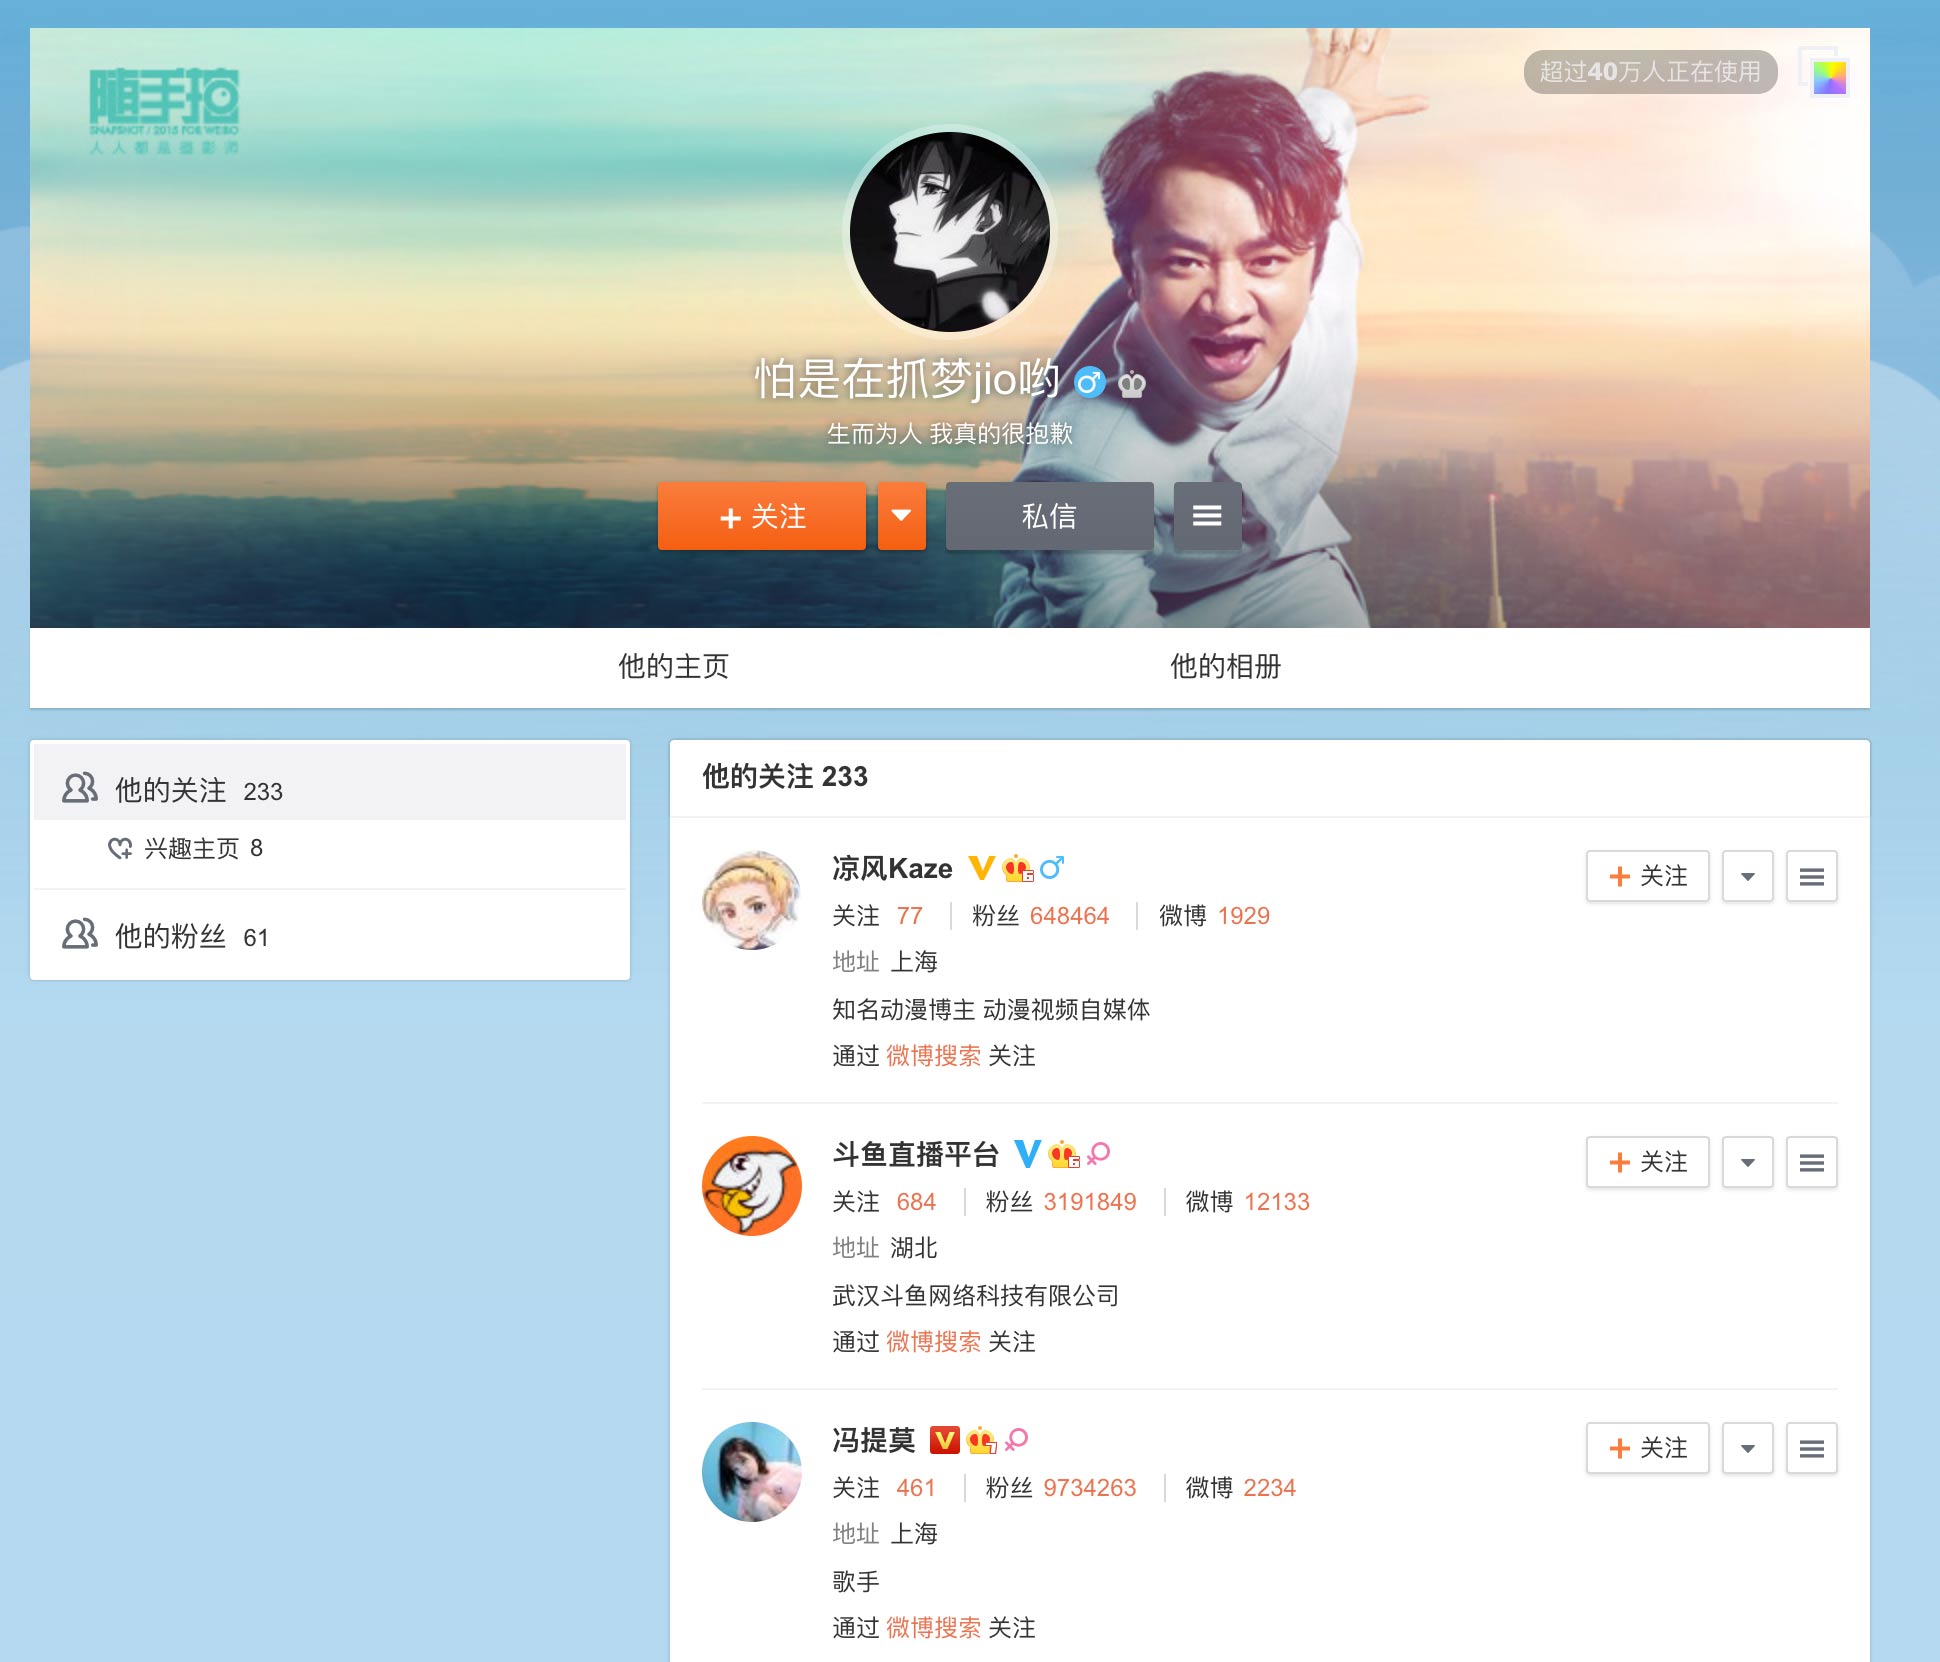 随手拍
SNAPSHOT / 2015 FOR WEIBO
人人都是摄影师
超过40万人正在使用
怕是在抓梦jio哟
生而为人 我真的很抱歉
+ 关注
私信
他的主页 他的相册
他的关注 233
兴趣主页 8
他的粉丝 61
他的关注 233
凉风Kaze V
+ 关注
关注 77 粉丝 648464 微博 1929
地址 上海
知名动漫博主 动漫视频自媒体
通过 微博搜索 关注
斗鱼直播平台 V
+ 关注
关注 684 粉丝 3191849 微博 12133
地址 湖北
武汉斗鱼网络科技有限公司
通过 微博搜索 关注
冯提莫 V
+ 关注
关注 461 粉丝 9734263 微博 2234
地址 上海
歌手
通过 微博搜索 关注